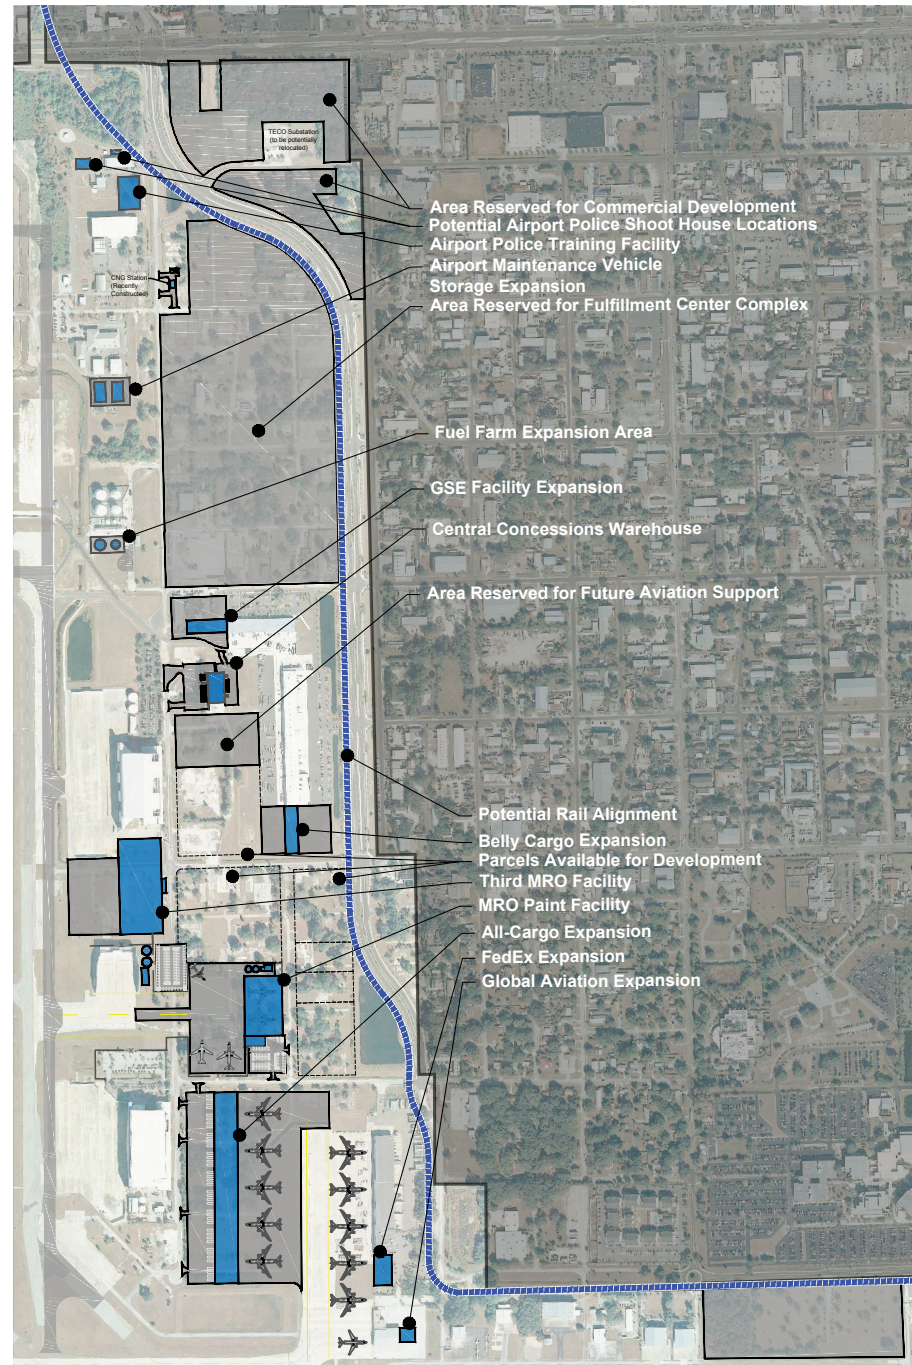 TECO Substation
(to be potentially
relocated)
Area Reserved for Commercial Development
Potential Airport Police Shoot House Locations
Airport Police Training Facility
Airport Maintenance Vehicle
Storage Expansion
CNG Station
(Recently
Constructed)
Area Reserved for Fulfillment Center Complex
Fuel Farm Expansion Area
GSE Facility Expansion
Central Concessions Warehouse
Area Reserved for Future Aviation Support
Potential Rail Alignment
Belly Cargo Expansion
Parcels Available for Development
Third MRO Facility
MRO Paint Facility
All-Cargo Expansion
FedEx Expansion
Global Aviation Expansion